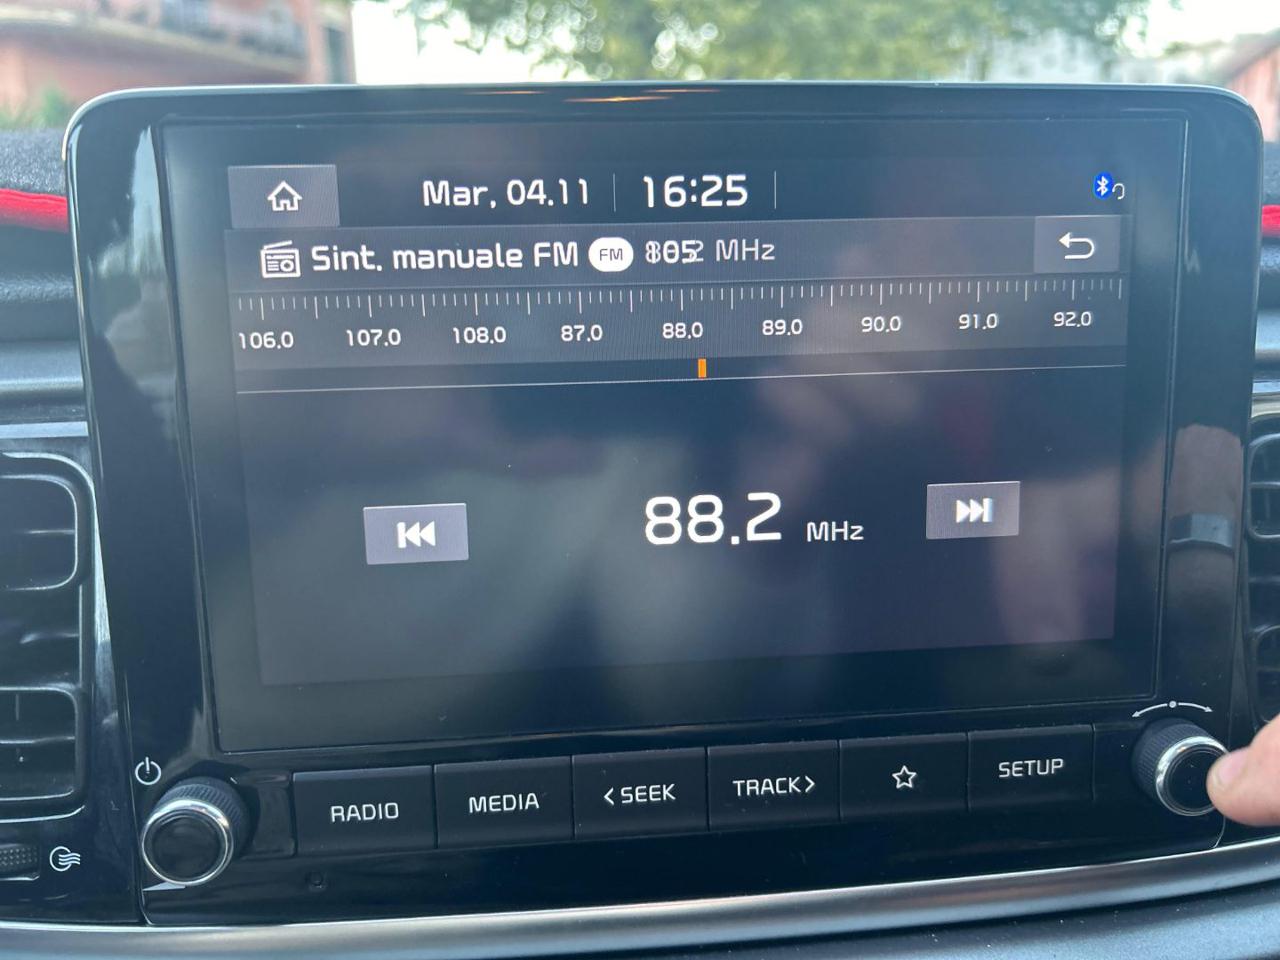 Mar, 04.11 16:25
Sint. manuale FM FM MHz
106.0 107.0 108.0 87.0 88.0 89.0 90.0 91.0 92.0
88.2 MHz
RADIO MEDIA <SEEK TRACK> SETUP